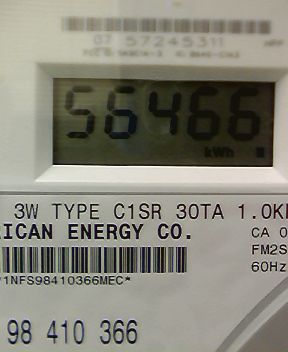 07 57245311
56466
kWh
3W TYPE C1SR 30TA 1.0K
ICAN ENERGY CO.
CA 0
FM2S
60Hz
*1NFS98410366MEC*
98 410 366